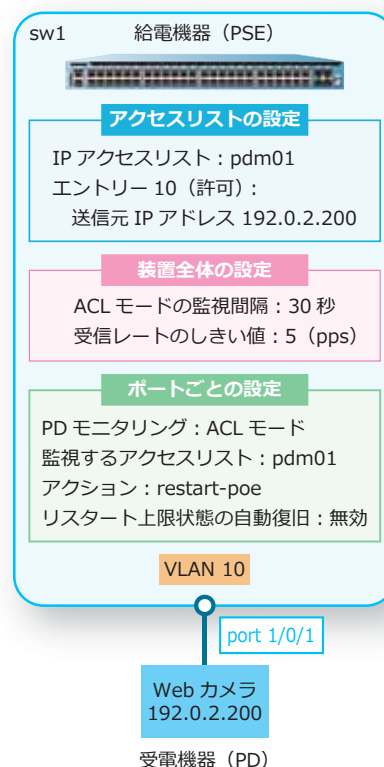 sw1 給電機器（PSE）
アクセスリストの設定
IP アクセスリスト：pdm01
エントリー 10（許可）：
送信元 IP アドレス 192.0.2.200
装置全体の設定
ACL モードの監視間隔：30 秒
受信レートのしきい値：5（pps）
ポートごとの設定
PD モニタリング：ACL モード
監視するアクセスリスト：pdm01
アクション：restart-poe
リスタート上限状態の自動復旧：無効
VLAN 10
port 1/0/1
Web カメラ
192.0.2.200
受電機器（PD）